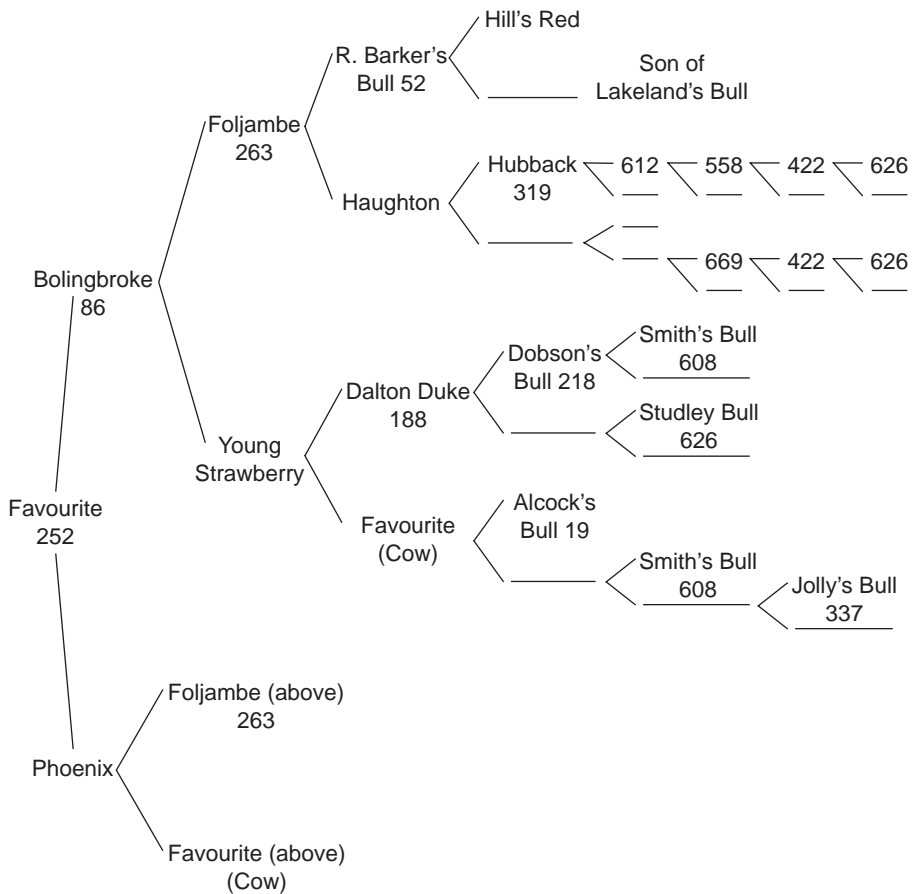 Hill's Red
R. Barker's
Bull 52
Son of
Lakeland's Bull
Foljambe
263
Hubback
319
612
558
422
626
Haughton
669
422
626
Bolingbroke
86
Smith's Bull
608
Dobson's
Bull 218
Dalton Duke
188
Studley Bull
626
Young
Strawberry
Favourite
252
Favourite
(Cow)
Alcock's
Bull 19
Smith's Bull
608
Jolly's Bull
337
Foljambe (above)
263
Phoenix
Favourite (above)
(Cow)